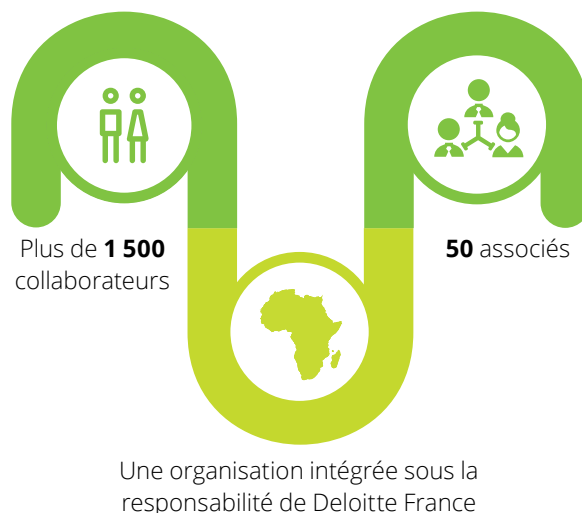 Plus de 1 500
collaborateurs
50 associés
Une organisation intégrée sous la
responsabilité de Deloitte France